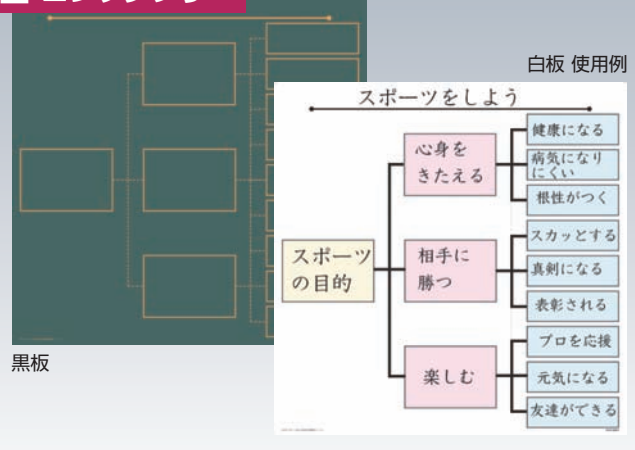 白板 使用例
スポーツをしよう
スポーツ
の目的
心身を
きたえる
健康になる
病気になり
にくい
根性がつく
相手に
勝つ
スカッとする
真剣になる
表彰される
楽しむ
プロを応援
元気になる
友達ができる
黒板